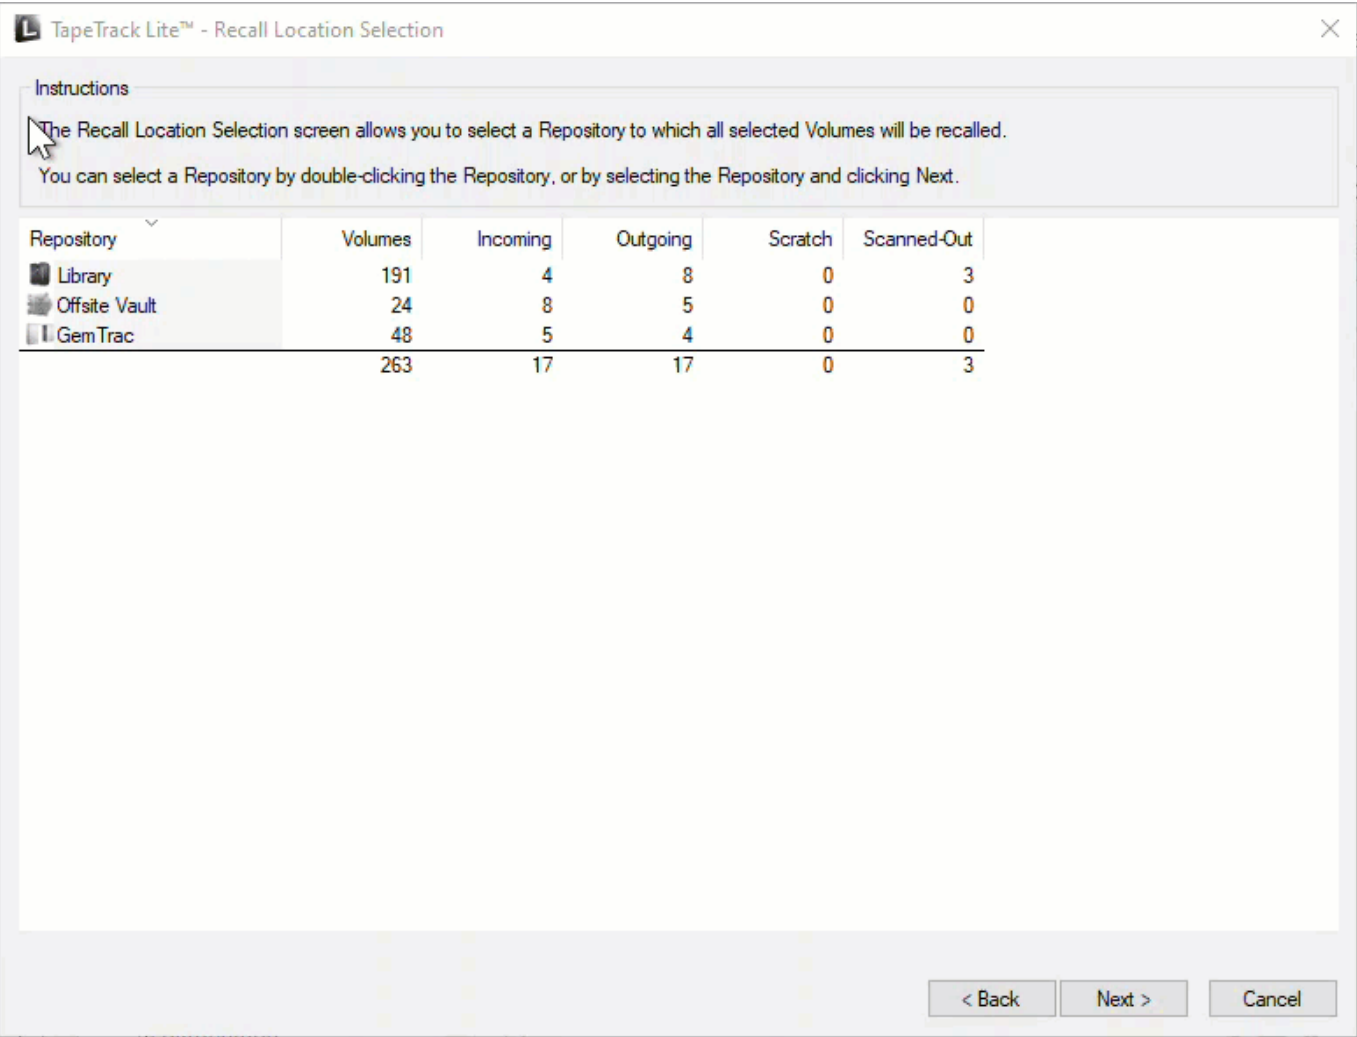 TapeTrack Lite™ - Recall Location Selection
Instructions
The Recall Location Selection screen allows you to select a Repository to which all selected Volumes will be recalled.
You can select a Repository by double-clicking the Repository, or by selecting the Repository and clicking Next.
Repository Volumes Incoming Outgoing Scratch Scanned-Out
Library 191 4 8 0 3
Offsite Vault 24 8 5 0 0
GemTrac 48 5 4 0 0
263 17 17 0 3
< Back Next > Cancel